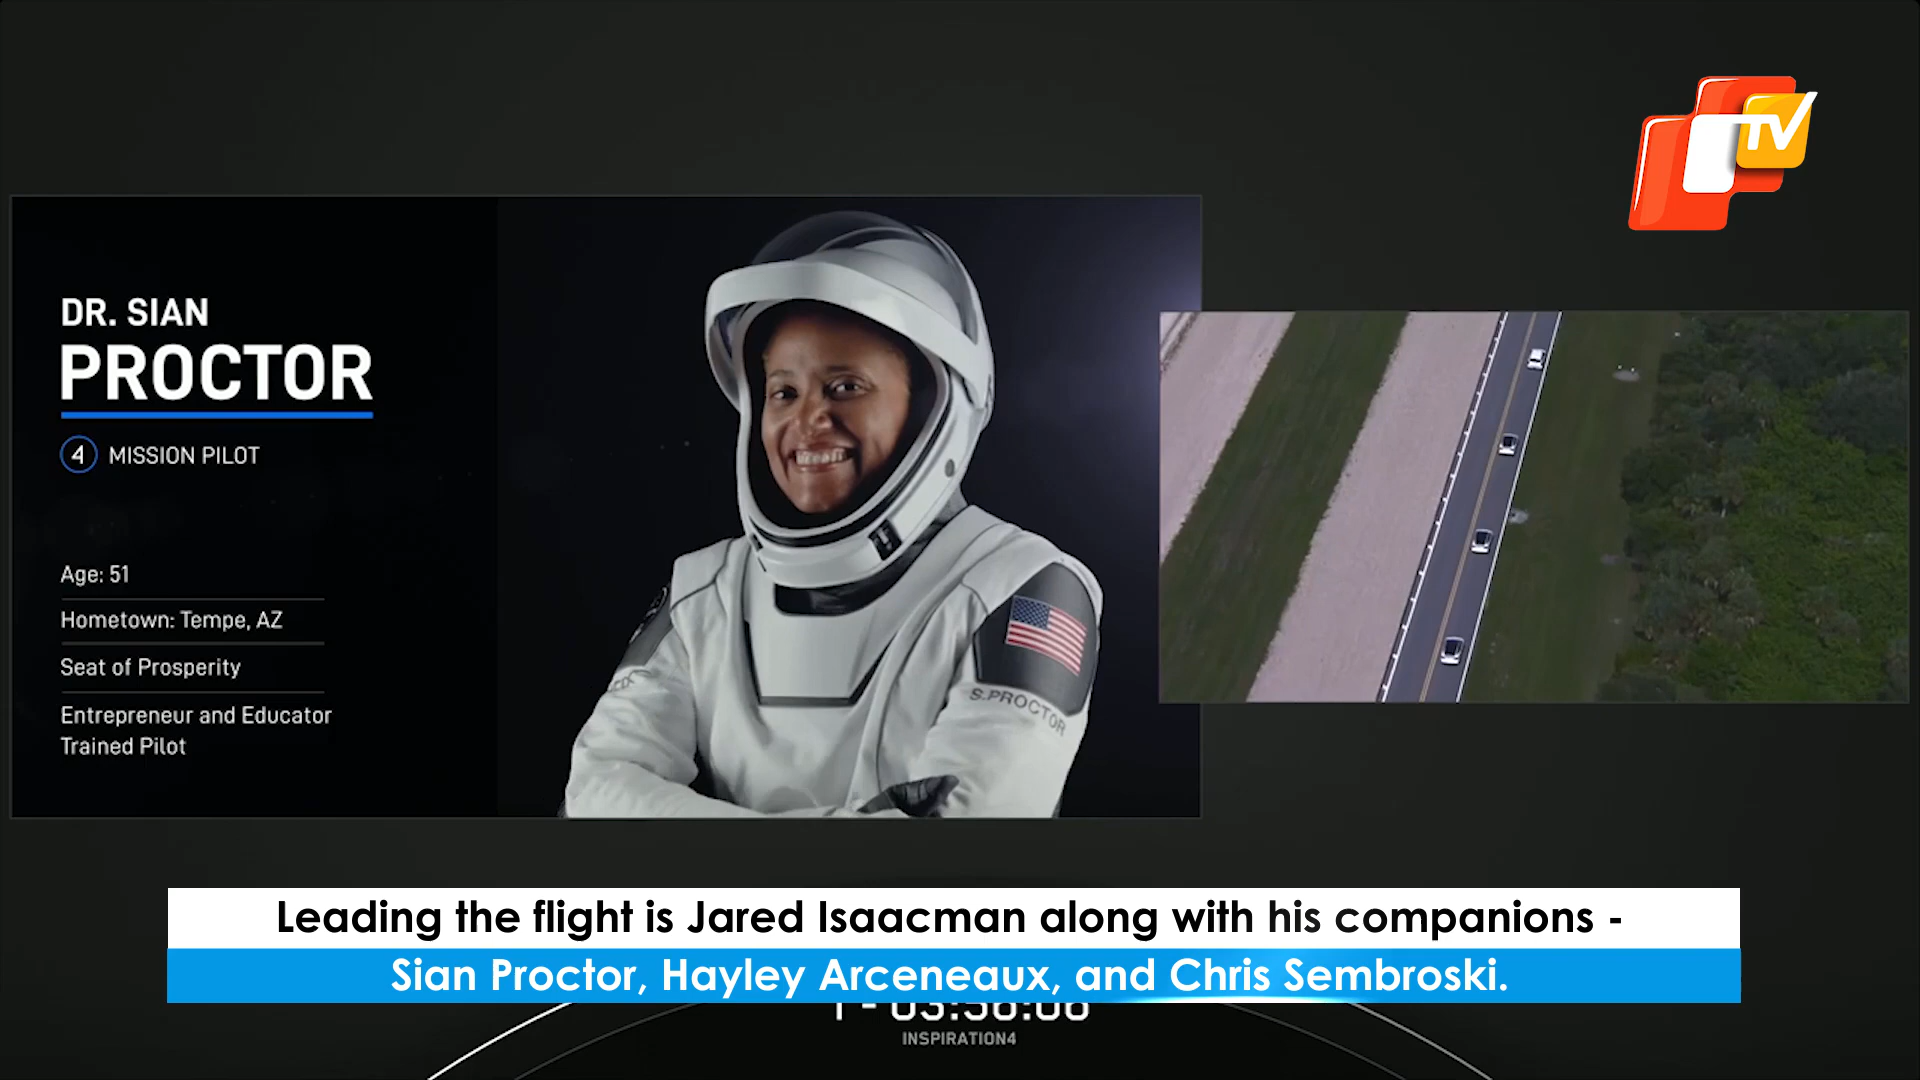 TV
DR. SIAN
PROCTOR
4 MISSION PILOT
Age: 51
Hometown: Tempe, AZ
Seat of Prosperity
Entrepreneur and Educator
Trained Pilot
S.PROCTOR
Leading the flight is Jared Isaacman along with his companions -
Sian Proctor, Hayley Arceneaux, and Chris Sembroski.
INSPIRATION4